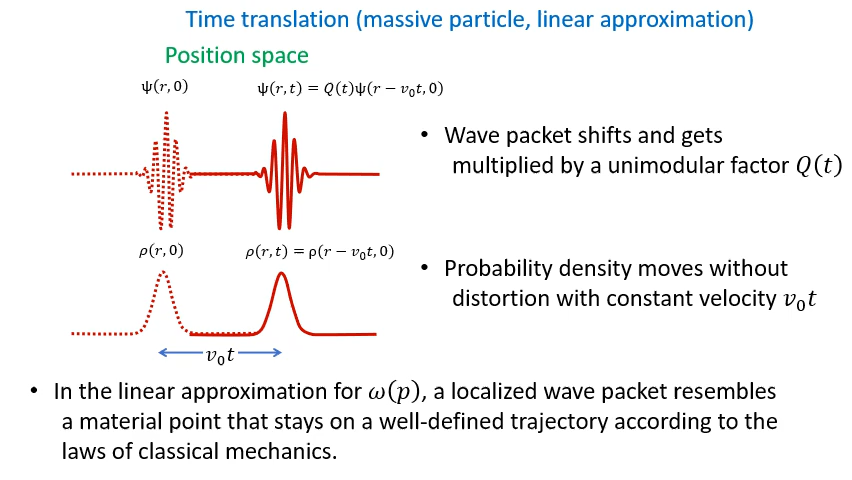 Time translation (massive particle, linear approximation)
Position space
ψ(r, 0)
ψ(r, t) = Q(t)ψ(r − v₀t, 0)
• Wave packet shifts and gets
multiplied by a unimodular factor Q(t)
ρ(r, 0)
ρ(r, t) = ρ(r − v₀t, 0)
• Probability density moves without
distortion with constant velocity v₀t
v₀t
• In the linear approximation for ω(p), a localized wave packet resembles
a material point that stays on a well-defined trajectory according to the
laws of classical mechanics.